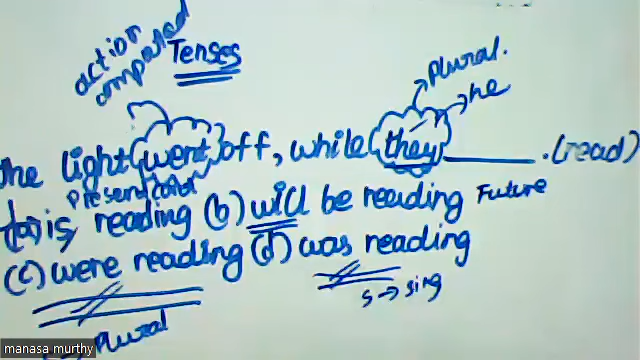 action
completed
Tenses
plural.
he
The light went off, while they ______ . (read)
present cont
(a) is reading (b) will be reading Future
(c) were reading (d) was reading
s → sing
Plural
manasa murthy